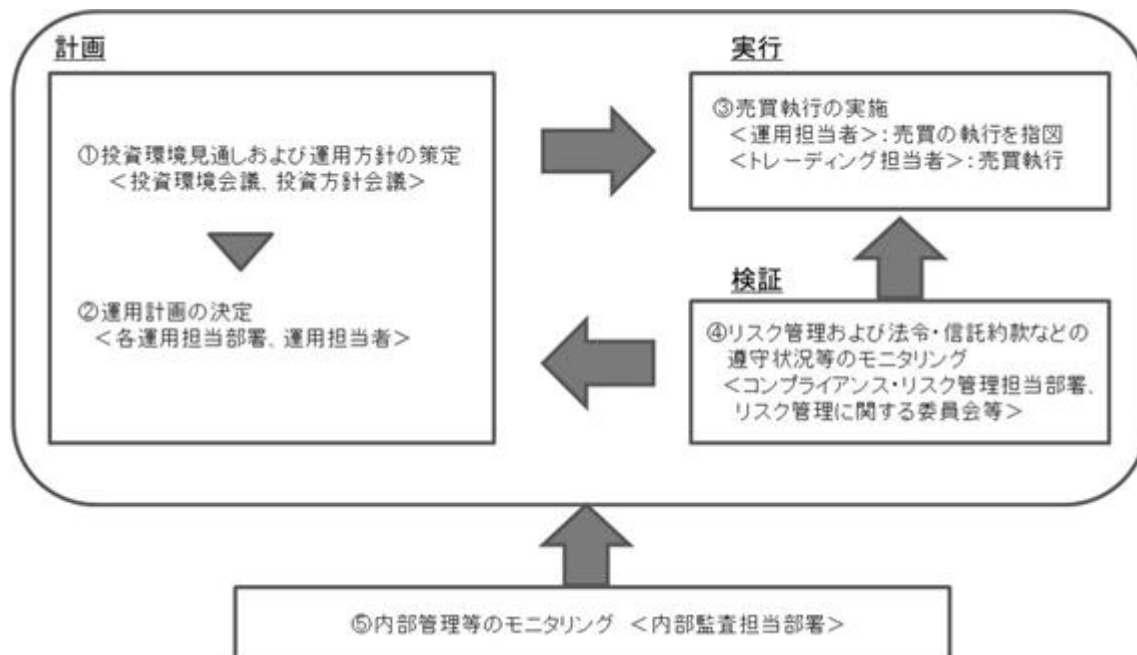 計画
①投資環境見通しおよび運用方針の策定
＜投資環境会議、投資方針会議＞
②運用計画の決定
＜各運用担当部署、運用担当者＞
実行
③売買執行の実施
＜運用担当者＞：売買の執行を指図
＜トレーディング担当者＞：売買執行
検証
④リスク管理および法令・信託約款などの
遵守状況等のモニタリング
＜コンプライアンス・リスク管理担当部署、
リスク管理に関する委員会等＞
⑤内部管理等のモニタリング　＜内部監査担当部署＞